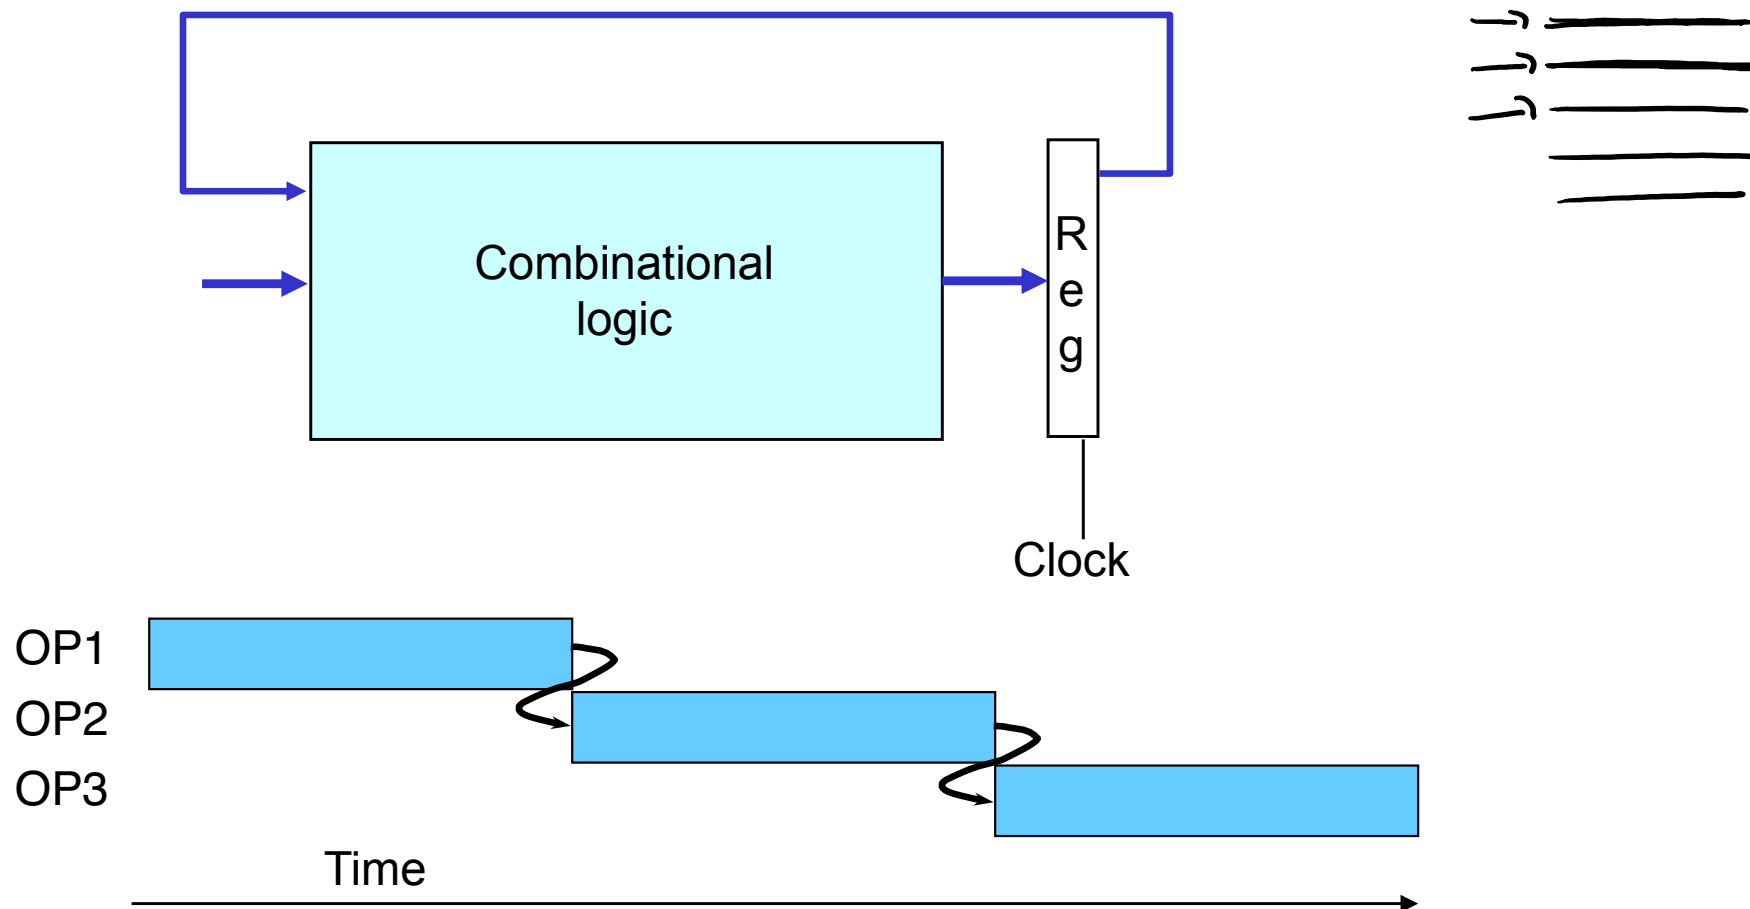 Combinational
logic
R
e
g
Clock
OP1
OP2
OP3
Time